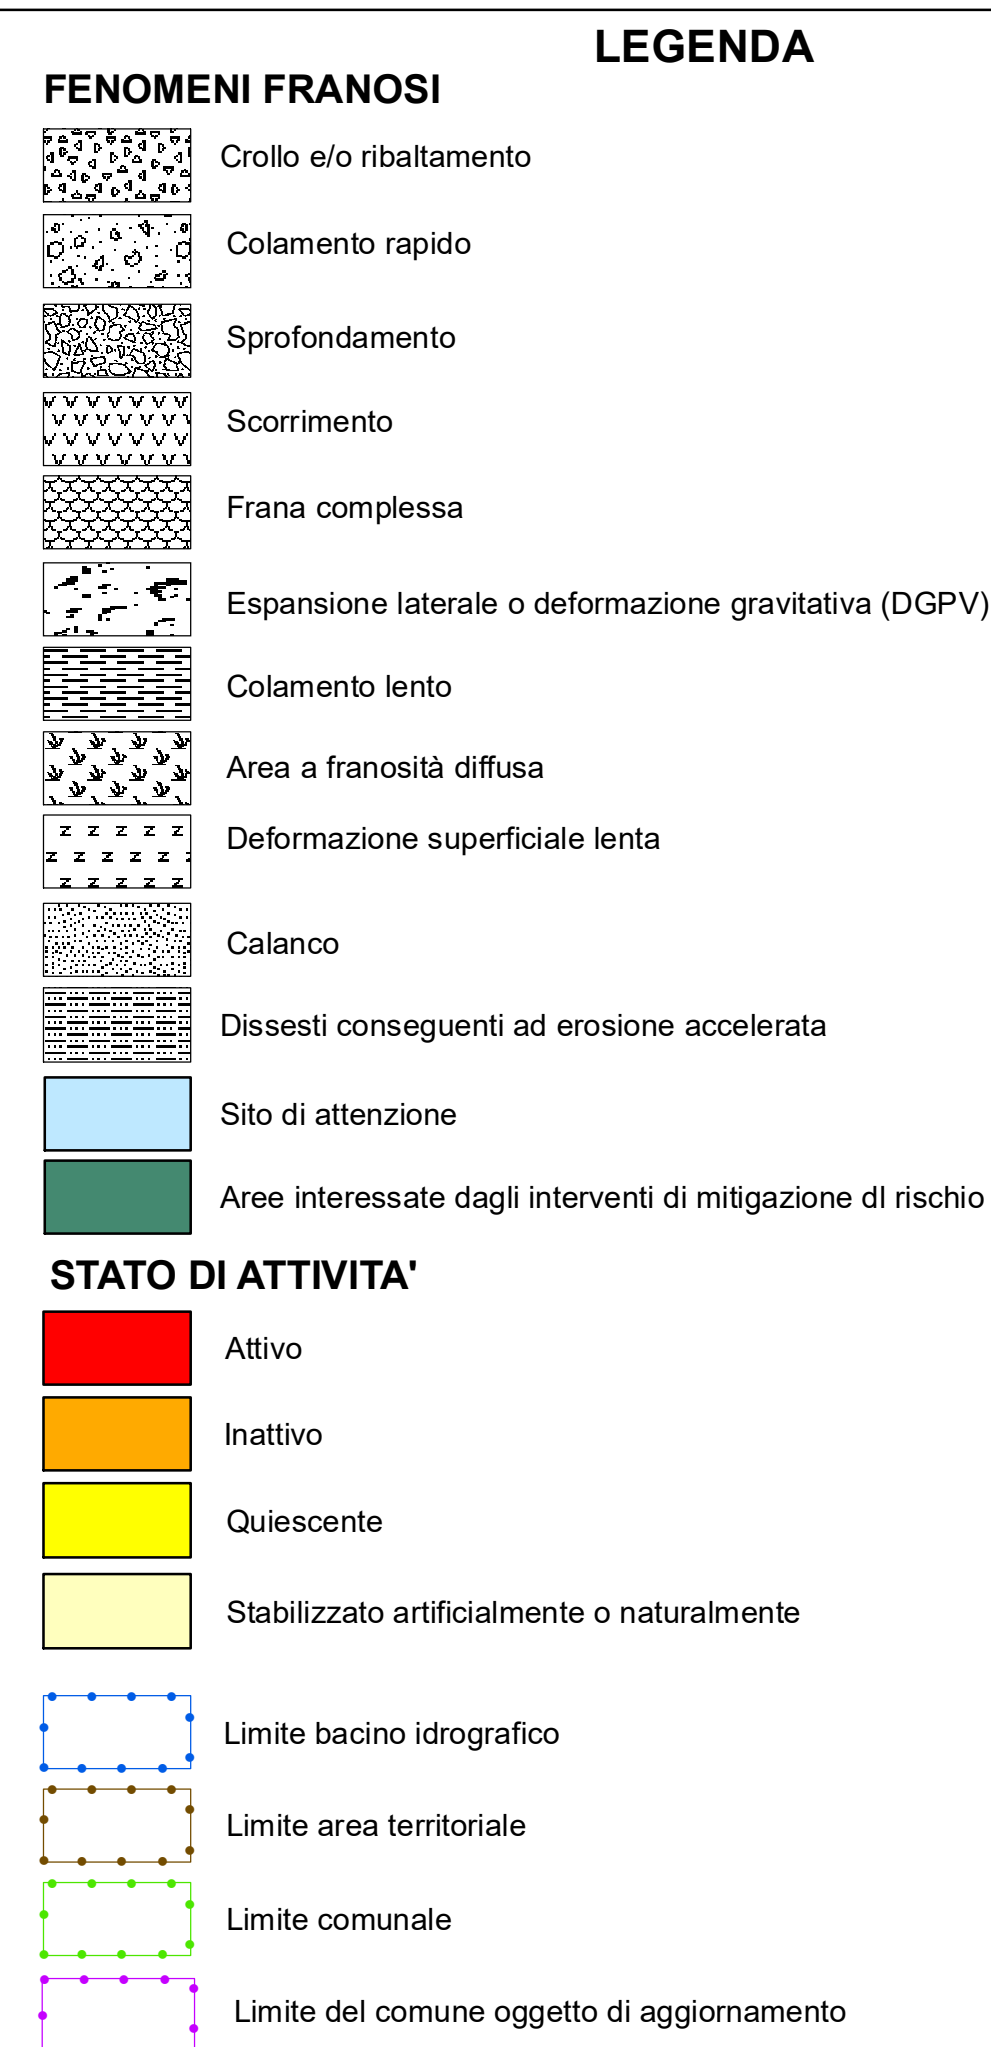 LEGENDA
FENOMENI FRANOSI
Crollo e/o ribaltamento
Colamento rapido
Sprofondamento
Scorrimento
Frana complessa
Espansione laterale o deformazione gravitativa (DGPV)
Colamento lento
Area a franosità diffusa
Deformazione superficiale lenta
Calanco
Dissesti conseguenti ad erosione accelerata
Sito di attenzione
Aree interessate dagli interventi di mitigazione dl rischio
STATO DI ATTIVITA'
Attivo
Inattivo
Quiescente
Stabilizzato artificialmente o naturalmente
Limite bacino idrografico
Limite area territoriale
Limite comunale
Limite del comune oggetto di aggiornamento